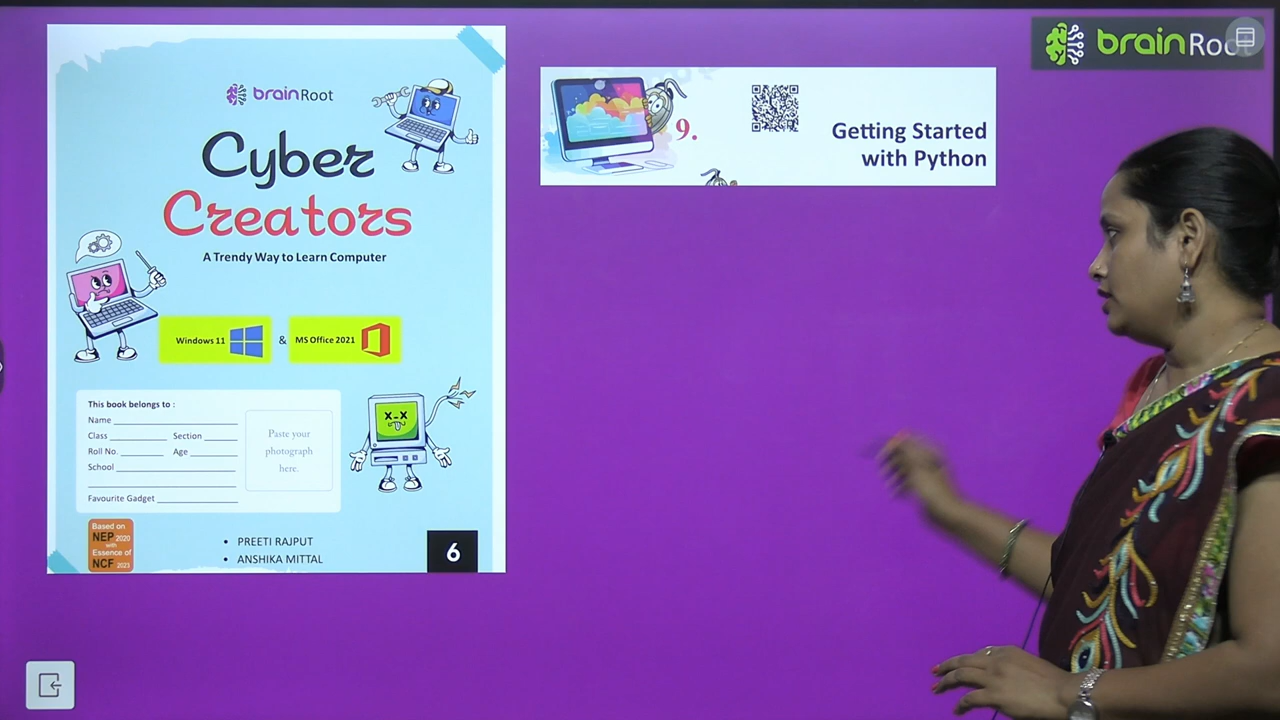 brainRoot
Cyber
Creators
A Trendy Way to Learn Computer
Windows 11
&
MS Office 2021
This book belongs to :
Name
Class
Section
Roll No.
Age
School
Favourite Gadget
Paste your
photograph
here.
Based on
NEP 2020
with
Essence of
NCF 2023
• PREETI RAJPUT
• ANSHIKA MITTAL
6
9.
Getting Started
with Python
brain